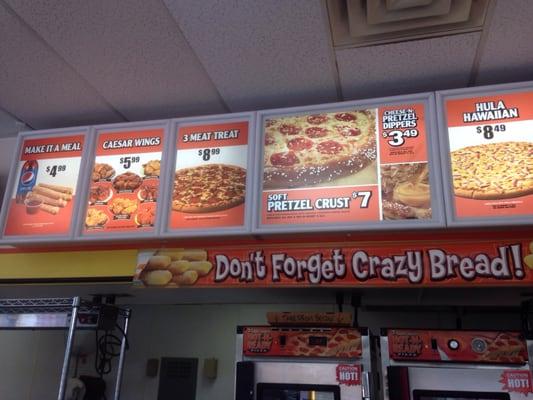 MAKE IT A MEAL
$4.99
CAESAR WINGS
$5.99
3 MEAT TREAT
$8.99
SOFT
PRETZEL CRUST $7
CHEESE-N-
PRETZEL
DIPPERS
$3.49
HULA
HAWAIIAN
$8.49
Don't Forget Crazy Bread!
CAUTION
HOT!
CAUTION
HOT!